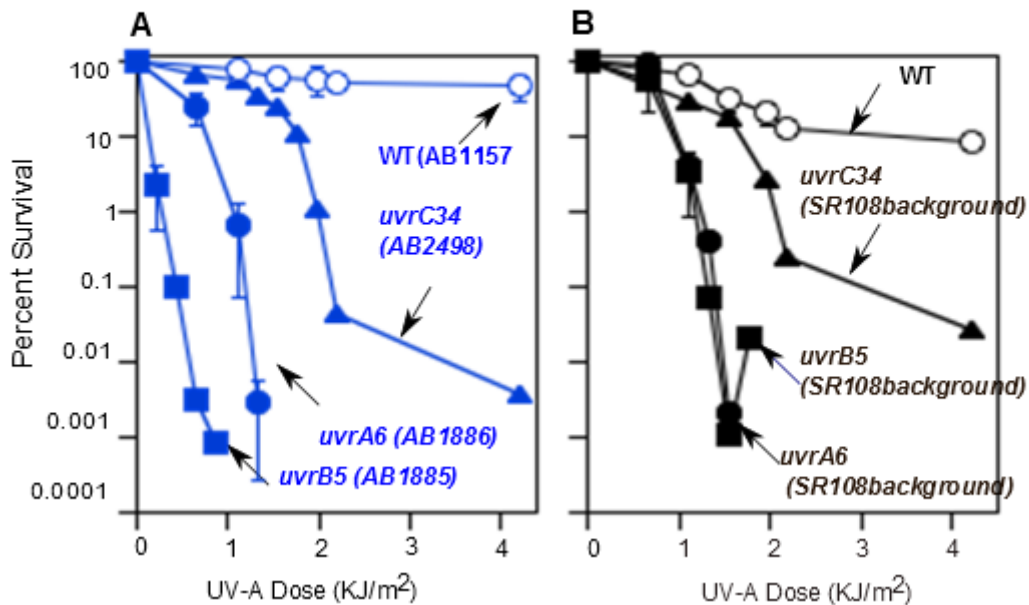 A
B
Percent Survival
100
10
1
0.1
0.01
0.001
0.0001
WT(AB1157
uvrC34
(AB2498)
uvrA6 (AB1886)
uvrB5 (AB1885)
0
1
2
3
4
UV-A Dose (KJ/m²)
WT
uvrC34
(SR108background)
uvrB5
(SR108background)
uvrA6
(SR108background)
0
1
2
3
4
UV-A Dose (KJ/m²)